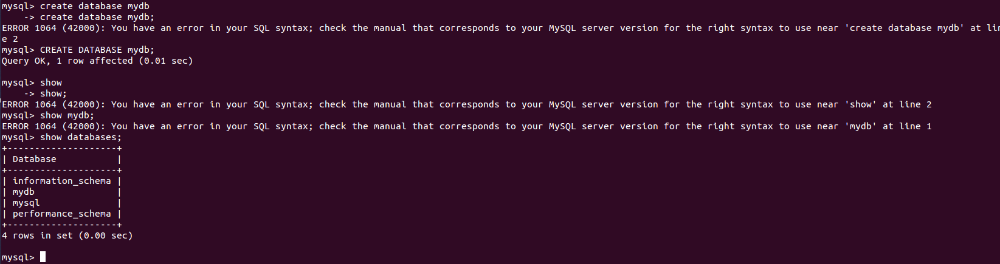 mysql> create database mydb
    -> create database mydb;
ERROR 1064 (42000): You have an error in your SQL syntax; check the manual that corresponds to your MySQL server version for the right syntax to use near 'create database mydb' at lin
e 2
mysql> CREATE DATABASE mydb;
Query OK, 1 row affected (0.01 sec)

mysql> show
    -> show;
ERROR 1064 (42000): You have an error in your SQL syntax; check the manual that corresponds to your MySQL server version for the right syntax to use near 'show' at line 2
mysql> show mydb;
ERROR 1064 (42000): You have an error in your SQL syntax; check the manual that corresponds to your MySQL server version for the right syntax to use near 'mydb' at line 1
mysql> show databases;
+--------------------+
| Database           |
+--------------------+
| information_schema |
| mydb               |
| mysql              |
| performance_schema |
+--------------------+
4 rows in set (0.00 sec)

mysql>